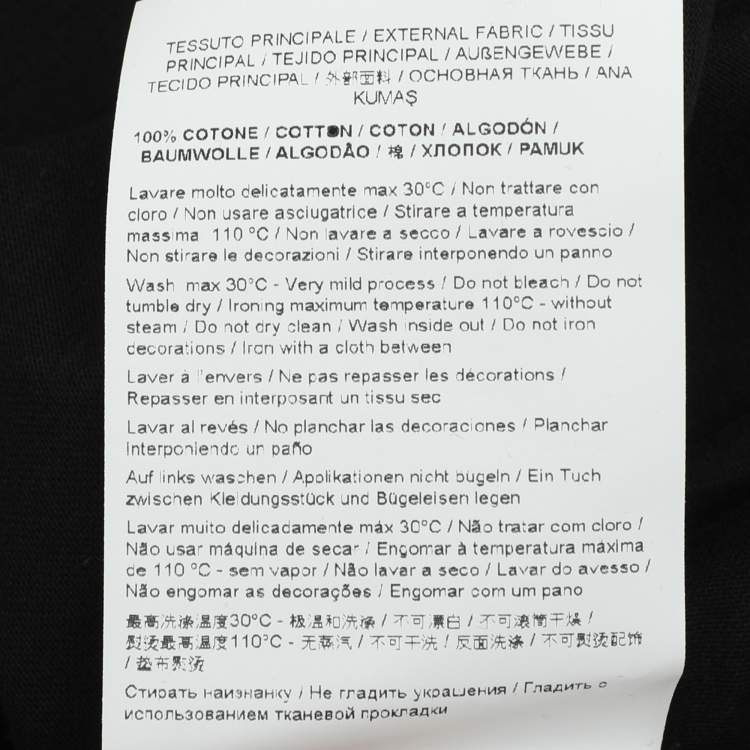 TESSUTO PRINCIPALE / EXTERNAL FABRIC / TISSU
PRINCIPAL / TEJIDO PRINCIPAL / AUßENGEWEBE /
TECIDO PRINCIPAL / 外部面料 / ОСНОВНАЯ ТКАНЬ / ANA
KUMAŞ
100% COTONE / COTTON / COTON / ALGODÓN /
BAUMWOLLE / ALGODÃO / 棉 / ХЛОПОК / PAMUK
Lavare molto delicatamente max 30°C / Non trattare con
cloro / Non usare asciugatrice / Stirare a temperatura
massima 110 °C / Non lavare a secco / Lavare a rovescio /
Non stirare le decorazioni / Stirare interponendo un panno
Wash max 30°C - Very mild process / Do not bleach / Do not
tumble dry / Ironing maximum temperature 110°C - without
steam / Do not dry clean / Wash inside out / Do not iron
decorations / Iron with a cloth between
Laver à l'envers / Ne pas repasser les décorations /
Repasser en interposant un tissu sec
Lavar al revés / No planchar las decoraciones / Planchar
interponiendo un paño
Auf links waschen / Applikationen nicht bügeln / Ein Tuch
zwischen Kleidungsstück und Bügeleisen legen
Lavar muito delicadamente máx 30°C / Não tratar com cloro /
Não usar máquina de secar / Engomar à temperatura máxima
de 110 °C - sem vapor / Não lavar a seco / Lavar do avesso /
Não engomar as decorações / Engomar com um pano
最高洗涤温度30°C - 极温和洗涤 / 不可漂白 / 不可滚筒干燥 /
熨烫最高温度110°C - 无蒸汽 / 不可干洗 / 反面洗涤 / 不可熨烫配饰
/ 垫布熨烫
Стирать наизнанку / Не гладить украшения / Гладить с
использованием тканевой прокладки